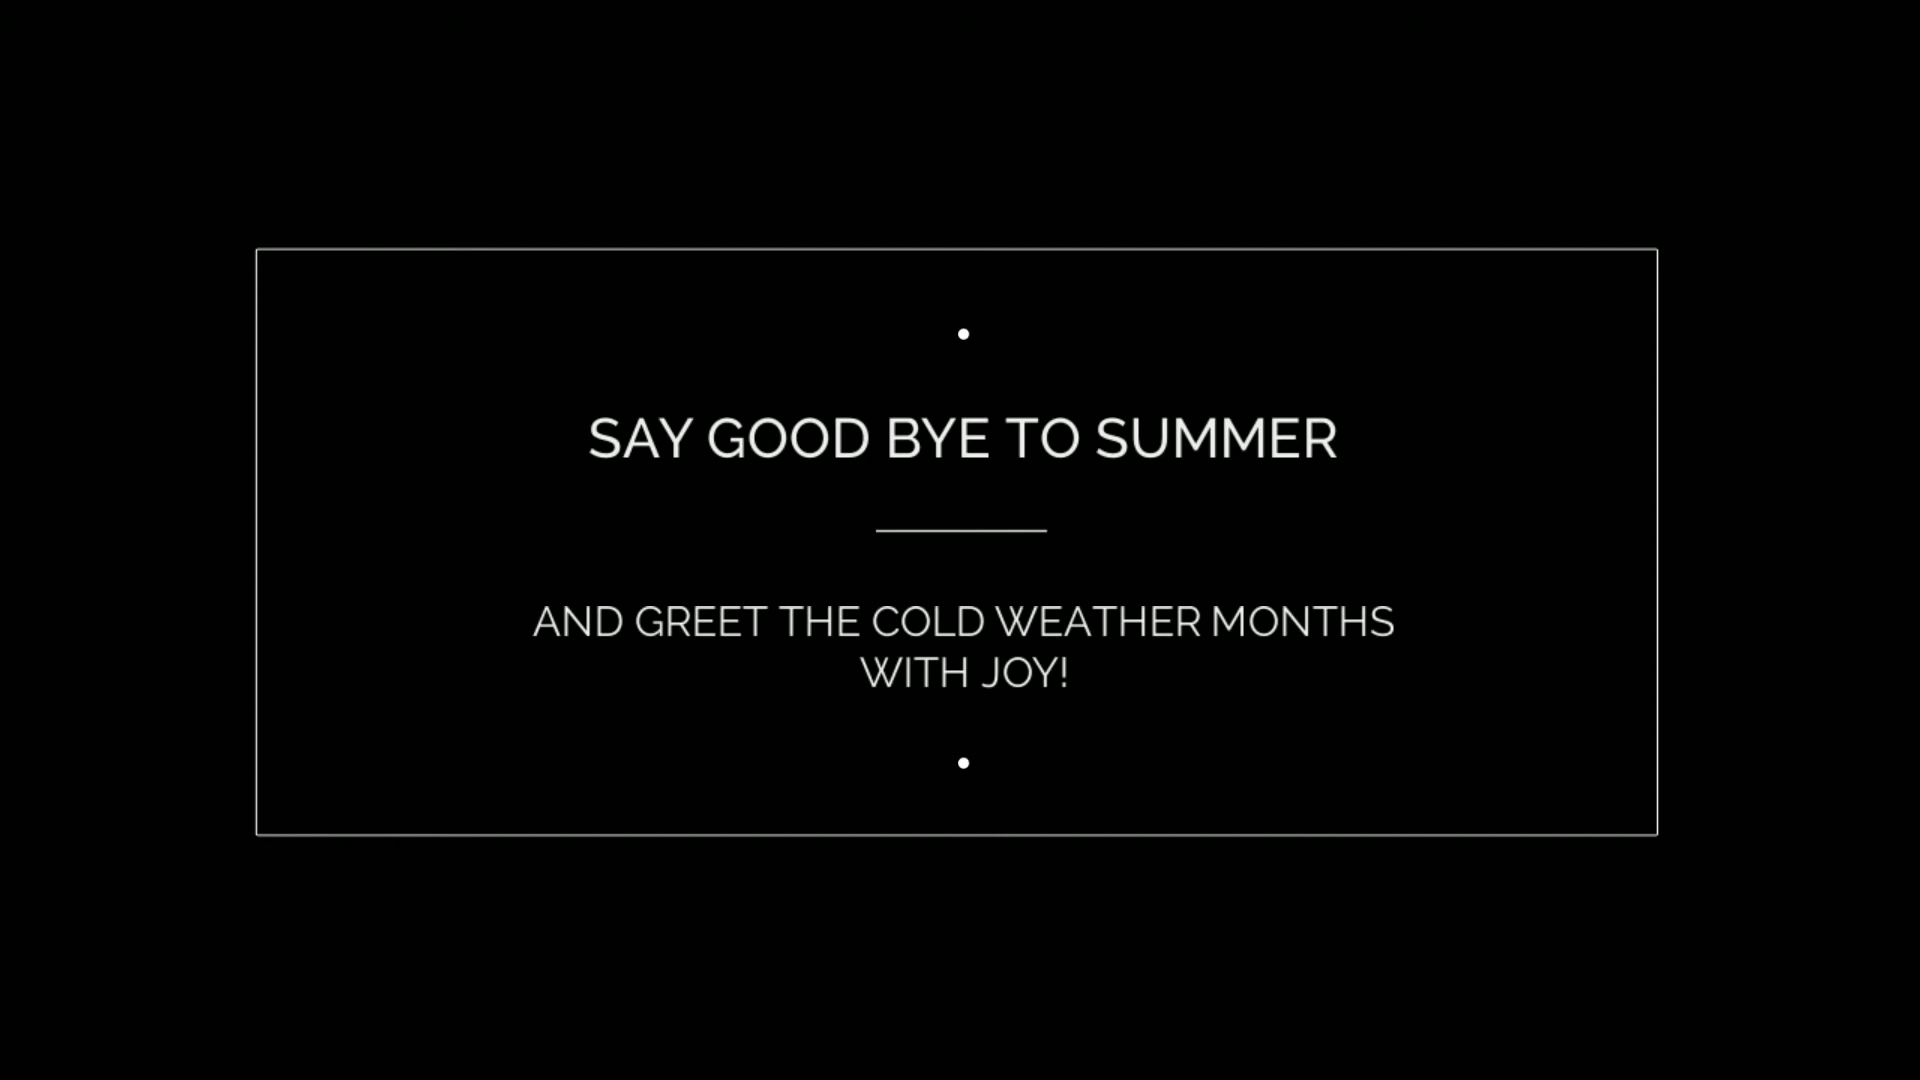 SAY GOOD BYE TO SUMMER
AND GREET THE COLD WEATHER MONTHS
WITH JOY!